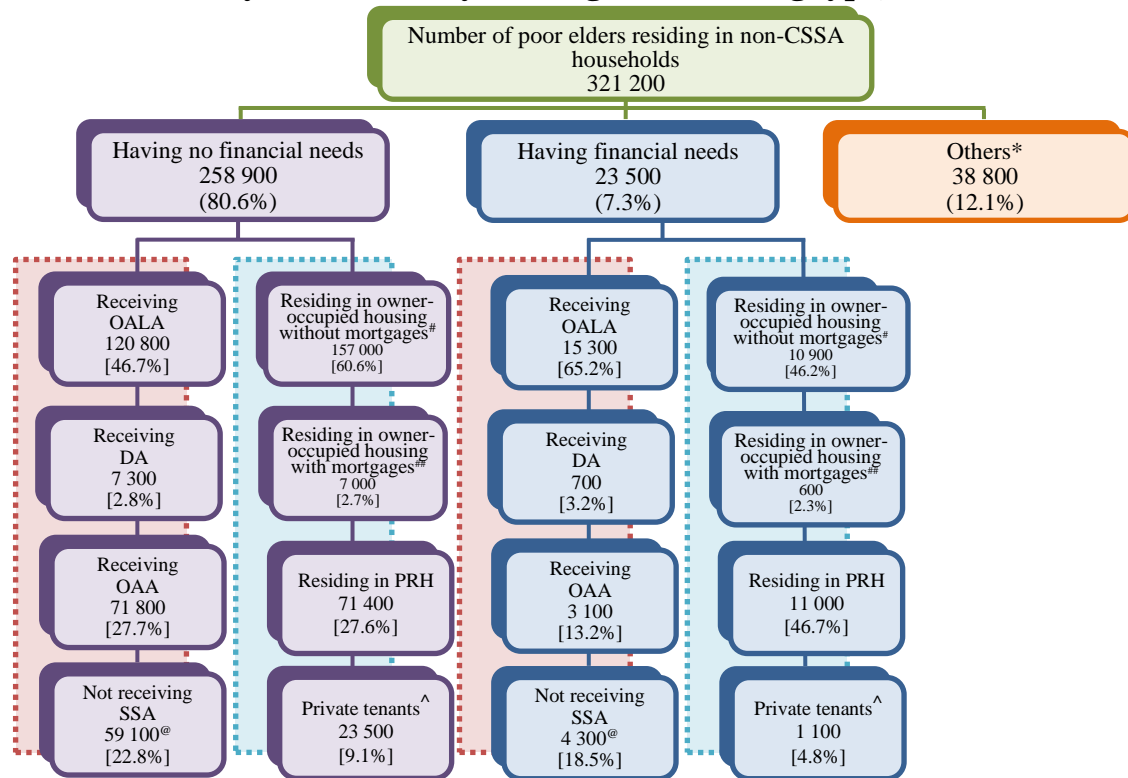 Number of poor elders residing in non-CSSA
households
321 200
Having no financial needs
258 900
(80.6%)
Having financial needs
23 500
(7.3%)
Others*
38 800
(12.1%)
Receiving
OALA
120 800
[46.7%]
Residing in owner-
occupied housing
without mortgages#
157 000
[60.6%]
Receiving
OALA
15 300
[65.2%]
Residing in owner-
occupied housing
without mortgages#
10 900
[46.2%]
Receiving
DA
7 300
[2.8%]
Residing in owner-
occupied housing
with mortgages##
7 000
[2.7%]
Receiving
DA
700
[3.2%]
Residing in owner-
occupied housing
with mortgages##
600
[2.3%]
Receiving
OAA
71 800
[27.7%]
Residing in PRH
71 400
[27.6%]
Receiving
OAA
3 100
[13.2%]
Residing in PRH
11 000
[46.7%]
Not receiving
SSA
59 100@
[22.8%]
Private tenants^
23 500
[9.1%]
Not receiving
SSA
4 300@
[18.5%]
Private tenants^
1 100
[4.8%]